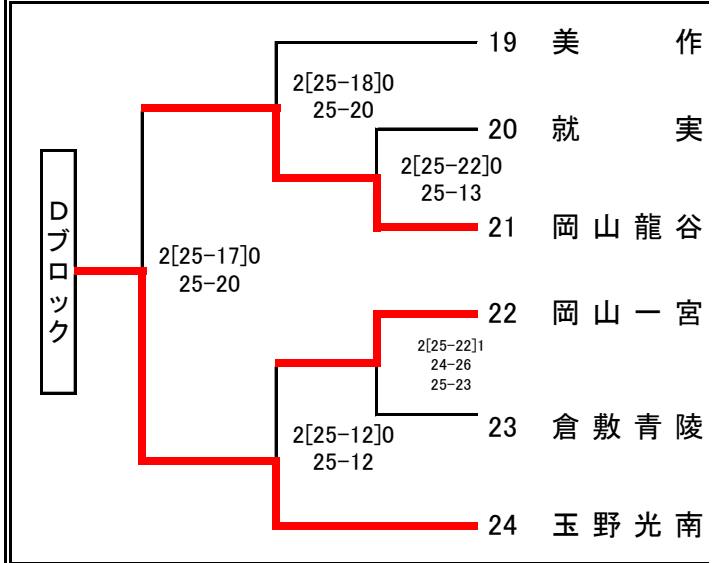 19 美作
2[25-18]0
25-20
20 就実
2[25-22]0
25-13
21 岡山龍谷
Dブロック
2[25-17]0
25-20
22 岡山一宮
2[25-22]1
24-26
25-23
23 倉敷青陵
2[25-12]0
25-12
24 玉野光南